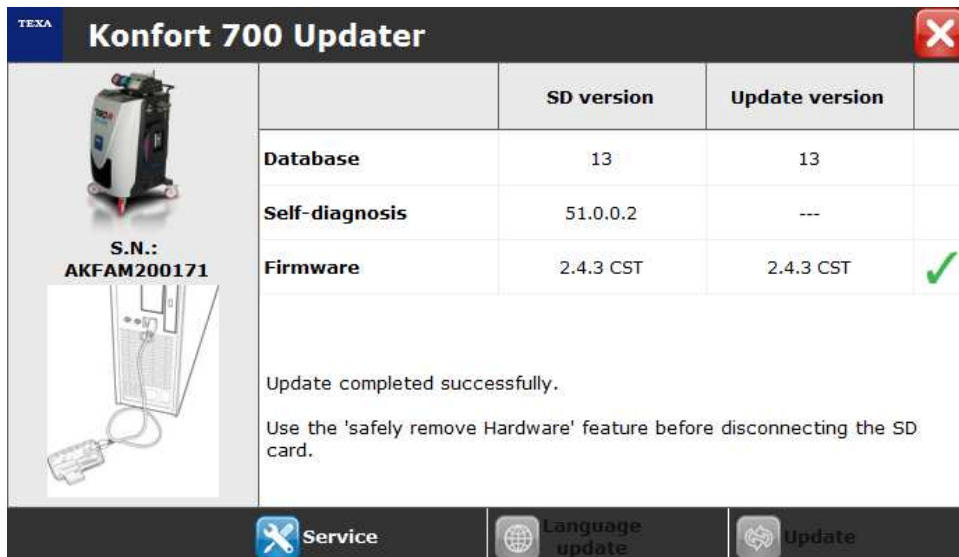 TEXA
Konfort 700 Updater
SD version
Update version
Database
13
13
Self-diagnosis
51.0.0.2
---
S.N.:
AKFAM200171
Firmware
2.4.3 CST
2.4.3 CST
Update completed successfully.
Use the 'safely remove Hardware' feature before disconnecting the SD
card.
Service
Language
update
Update